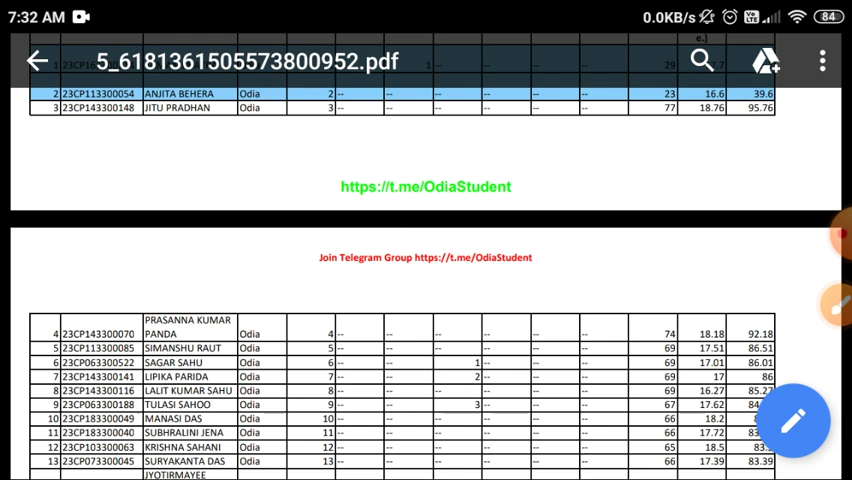 7:32 AM 0.0KB/s Vo LTE 84
5_6181361505573800952.pdf
e.)
1 29
2 23CP113300054 ANJITA BEHERA Odia 2 -- -- -- -- -- -- 23 16.6 39.6
3 23CP143300148 JITU PRADHAN Odia 3 -- -- -- -- -- -- 77 18.76 95.76
https://t.me/OdiaStudent
Join Telegram Group https://t.me/OdiaStudent
PRASANNA KUMAR
4 23CP143300070 PANDA Odia 4 -- -- -- -- -- -- 74 18.18 92.18
5 23CP113300085 SIMANSHU RAUT Odia 5 -- -- -- -- -- -- 69 17.51 86.51
6 23CP063300522 SAGAR SAHU Odia 6 -- -- 1 -- -- -- 69 17.01 86.01
7 23CP143300141 LIPIKA PARIDA Odia 7 -- -- 2 -- -- -- 69 17 86
8 23CP143300116 LALIT KUMAR SAHU Odia 8 -- -- -- -- -- -- 69 16.27 85.27
9 23CP063300188 TULASI SAHOO Odia 9 -- -- 3 -- -- -- 67 17.62
10 23CP183300049 MANASI DAS Odia 10 -- -- -- -- -- -- 66 18.2
11 23CP183300040 SUBHRALINI JENA Odia 11 -- -- -- -- -- -- 66 17.72
12 23CP103300063 KRISHNA SAHANI Odia 12 -- -- -- -- -- -- 65 18.5
13 23CP073300045 SURYAKANTA DAS Odia 13 -- -- -- -- -- -- 66 17.39 83.39
JYOTIRMAYEE